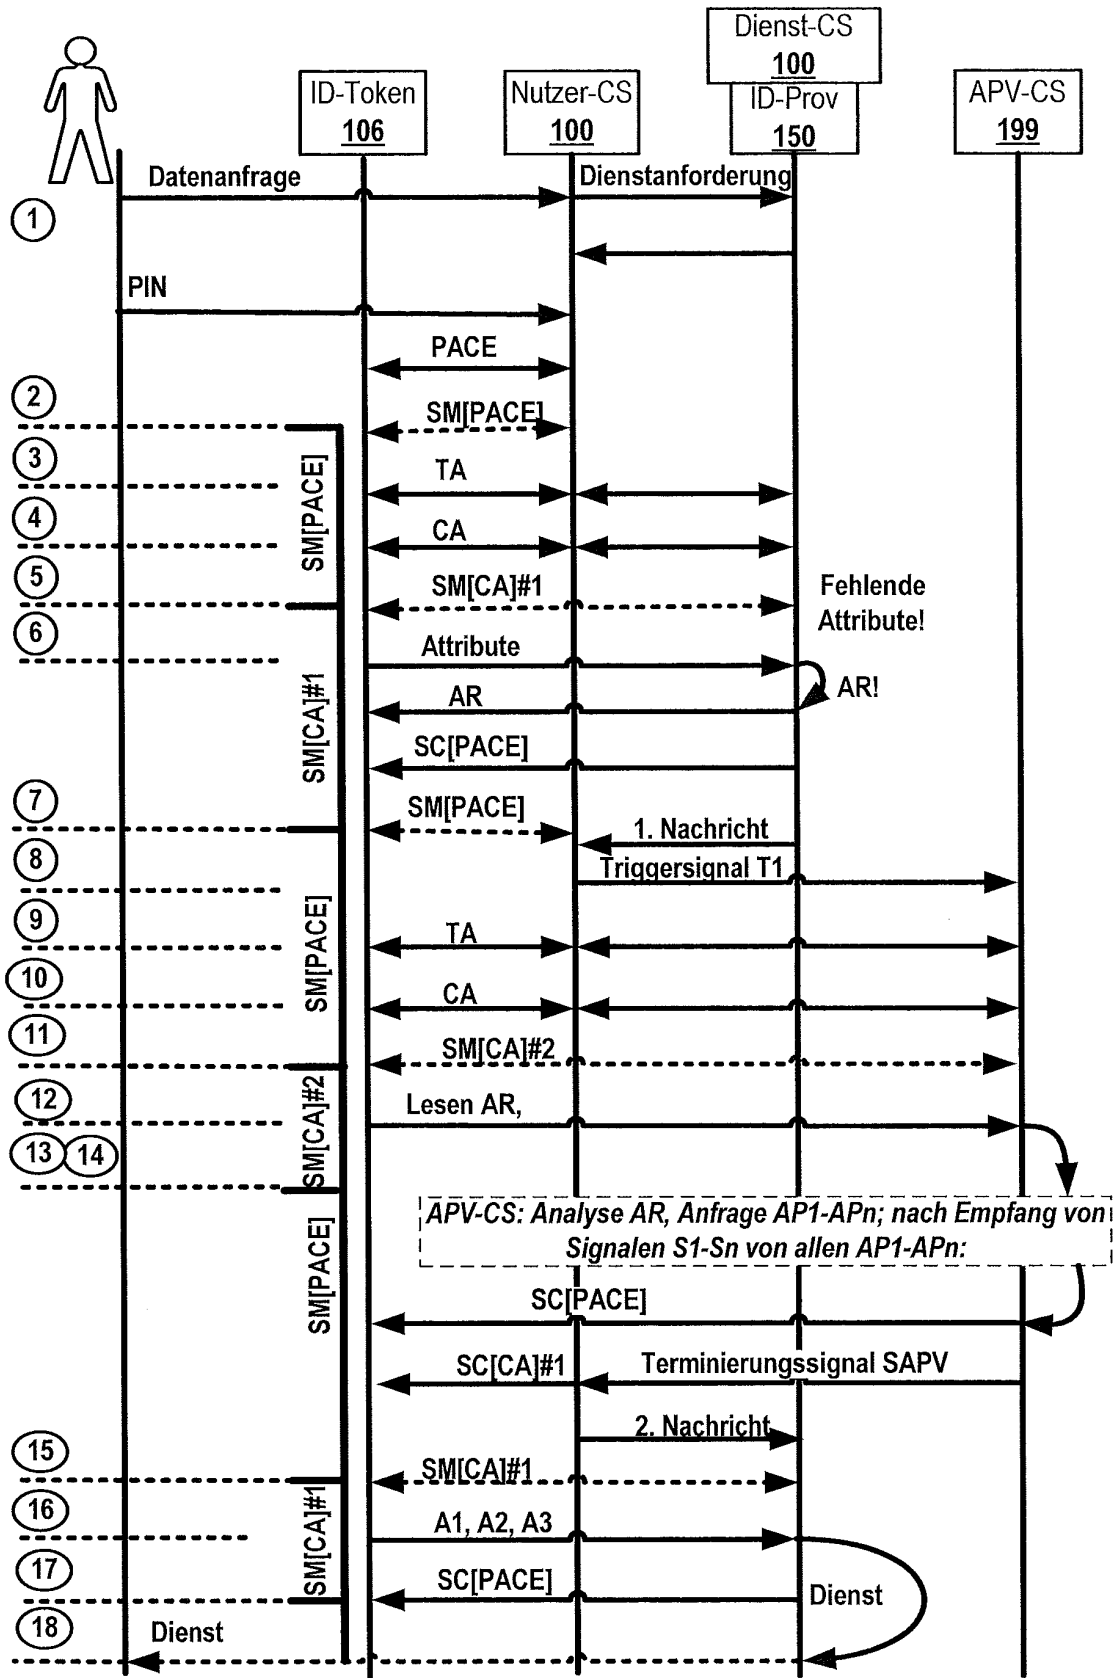 Dienst-CS
100
ID-Token
106
Nutzer-CS
100
ID-Prov
150
APV-CS
199
Datenanfrage
Dienstanforderung
1
PIN
PACE
2
SM[PACE]
3
SM[PACE]
TA
4
CA
5
SM[CA]#1
Fehlende
Attribute!
6
Attribute
SM[CA]#1
AR!
AR
SC[PACE]
7
SM[PACE]
1. Nachricht
8
Triggersignal T1
9
SM[PACE]
TA
10
CA
11
SM[CA]#2
12
SM[CA]#2
Lesen AR,
13
14
APV-CS: Analyse AR, Anfrage AP1-APn; nach Empfang von
Signalen S1-Sn von allen AP1-APn:
SM[PACE]
SC[PACE]
SC[CA]#1
Terminierungssignal SAPV
2. Nachricht
15
SM[CA]#1
16
SM[CA]#1
A1, A2, A3
17
SC[PACE]
Dienst
18
Dienst